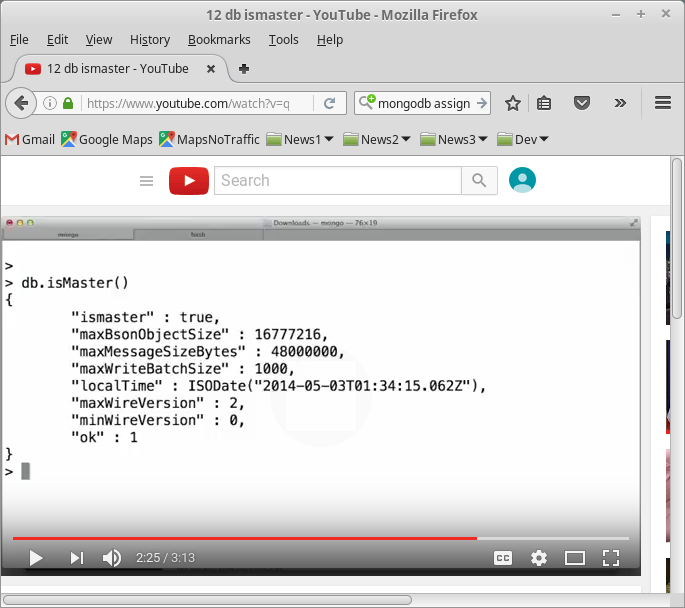 12 db ismaster - YouTube - Mozilla Firefox
File Edit View History Bookmarks Tools Help
12 db ismaster - YouTube
https://www.youtube.com/watch?v=q
mongodb assign
Gmail Google Maps MapsNoTraffic News1 News2 News3 Dev
Search
Downloads — mongo — 76×19
mongo bash
>
> db.isMaster()
{
"ismaster" : true,
"maxBsonObjectSize" : 16777216,
"maxMessageSizeBytes" : 48000000,
"maxWriteBatchSize" : 1000,
"localTime" : ISODate("2014-05-03T01:34:15.062Z"),
"maxWireVersion" : 2,
"minWireVersion" : 0,
"ok" : 1
}
>
2:25 / 3:13
CC